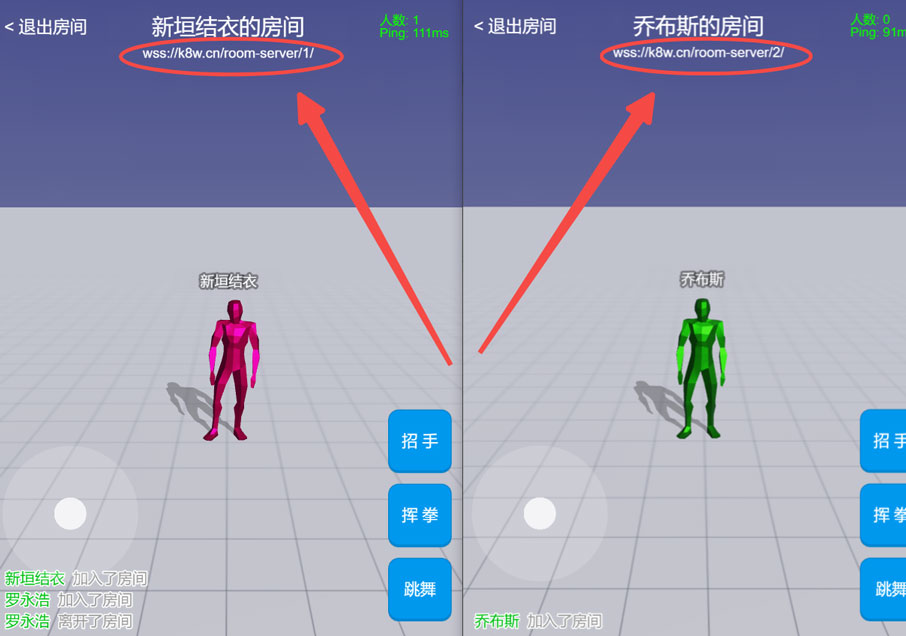 < 退出房间
新垣结衣的房间
人数: 1
Ping: 111ms
wss://k8w.cn/room-server/1/
新垣结衣
招 手
挥 拳
跳舞
新垣结衣 加入了房间
罗永浩 加入了房间
罗永浩 离开了房间
< 退出房间
乔布斯的房间
人数: 0
Ping: 91m
wss://k8w.cn/room-server/2/
乔布斯
招 手
挥 拳
跳舞
乔布斯 加入了房间